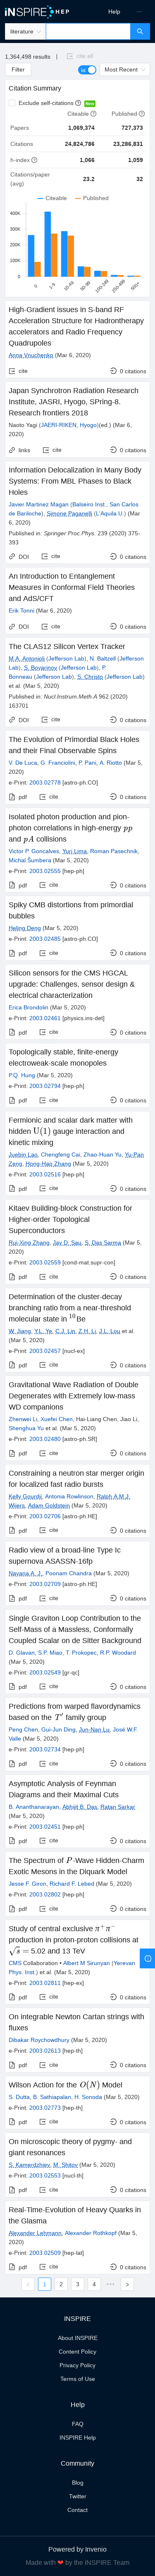 iNSPIRE HEP
Help
literature
1,364,498 results | cite all
Filter
Most Recent
Citation Summary
Exclude self-citations New
Citeable Published
Papers 1,069,374 727,373
Citations 24,824,786 23,286,831
h-index 1,066 1,059
Citations/paper (avg) 23.2 32
Citeable Published
400K
300K
200K
100K
0
0 1-9 10-49 50-99 100-249 250-499 500+
High-Gradient issues in S-band RF Acceleration Structure for Hadrontherapy accelerators and Radio Frequency Quadrupoles
Anna Vnuchenko (Mar 6, 2020)
cite 0 citations
Japan Synchrotron Radiation Research Institute, JASRI, Hyogo, SPring-8. Research frontiers 2018
Naoto Yagi (JAERI-RIKEN, Hyogo)(ed.) (Mar 6, 2020)
links cite 0 citations
Information Delocalization in Many Body Systems: From MBL Phases to Black Holes
Javier Martinez Magan (Balseiro Inst., San Carlos de Bariloche), Simone Paganelli (L'Aquila U.) (Mar 6, 2020)
Published in: Springer Proc.Phys. 239 (2020) 375-393
DOI cite 0 citations
An Introduction to Entanglement Measures in Conformal Field Theories and AdS/CFT
Erik Tonni (Mar 6, 2020)
DOI cite 0 citations
The CLAS12 Silicon Vertex Tracker
M.A. Antonioli (Jefferson Lab), N. Baltzell (Jefferson Lab), S. Boyarinov (Jefferson Lab), P. Bonneau (Jefferson Lab), S. Christo (Jefferson Lab) et al. (Mar 5, 2020)
Published in: Nucl.Instrum.Meth.A 962 (2020) 163701
DOI cite 0 citations
The Evolution of Primordial Black Holes and their Final Observable Spins
V. De Luca, G. Franciolini, P. Pani, A. Riotto (Mar 5, 2020)
e-Print: 2003.02778 [astro-ph.CO]
pdf cite 0 citations
Isolated photon production and pion-photon correlations in high-energy pp and pA collisions
Victor P. Goncalves, Yuri Lima, Roman Pasechnik, Michal Šumbera (Mar 5, 2020)
e-Print: 2003.02555 [hep-ph]
pdf cite 0 citations
Spiky CMB distortions from primordial bubbles
Heling Deng (Mar 5, 2020)
e-Print: 2003.02485 [astro-ph.CO]
pdf cite 0 citations
Silicon sensors for the CMS HGCAL upgrade: Challenges, sensor design & electrical characterization
Erica Brondolin (Mar 5, 2020)
e-Print: 2003.02461 [physics.ins-det]
pdf cite 0 citations
Topologically stable, finite-energy electroweak-scale monopoles
P.Q. Hung (Mar 5, 2020)
e-Print: 2003.02794 [hep-ph]
pdf cite 0 citations
Fermionic and scalar dark matter with hidden U(1) gauge interaction and kinetic mixing
Juebin Lao, Chengfeng Cai, Zhao-Huan Yu, Yu-Pan Zeng, Hong-Hao Zhang (Mar 5, 2020)
e-Print: 2003.02516 [hep-ph]
pdf cite 0 citations
Kitaev Building-block Construction for Higher-order Topological Superconductors
Rui-Xing Zhang, Jay D. Sau, S. Das Sarma (Mar 5, 2020)
e-Print: 2003.02559 [cond-mat.supr-con]
pdf cite 0 citations
Determination of the cluster-decay branching ratio from a near-threshold molecular state in ¹⁰B
W. Jiang, Y.L. Ye, C.J. Lin, Z.H. Li, J.L. Lou et al. (Mar 5, 2020)
e-Print: 2003.02457 [nucl-ex]
pdf cite 0 citations
Gravitational Wave Radiation of Double Degenerates with Extremely low-mass WD companions
Zhenwei Li, Xuefei Chen, Hai-Liang Chen, Jiao Li, Shenghua Yu et al. (Mar 5, 2020)
e-Print: 2003.02480 [astro-ph.SR]
pdf cite 0 citations
Constraining a neutron star merger origin for localized fast radio bursts
Kelly Gourdji, Antonia Rowlinson, Ralph A.M.J. Wijers, Adam Goldstein (Mar 5, 2020)
e-Print: 2003.02706 [astro-ph.HE]
pdf cite 0 citations
Radio view of a broad-line Type Ic supernova ASASSN-16fp
Nayana A. J., Poonam Chandra (Mar 5, 2020)
e-Print: 2003.02709 [astro-ph.HE]
pdf cite 0 citations
Single Graviton Loop Contribution to the Self-Mass of a Massless, Conformally Coupled Scalar on the Sitter Background
D. Glavan, S.P. Miao, T. Prokopec, R.P. Woodard (Mar 5, 2020)
e-Print: 2003.02549 [gr-qc]
pdf cite 0 citations
Predictions from warped flavordynamics based on the T′ family group
Peng Chen, Gui-Jun Ding, Jun-Nan Lu, José W.F. Valle (Mar 5, 2020)
e-Print: 2003.02734 [hep-ph]
pdf cite 0 citations
Asymptotic Analysis of Feynman Diagrams and their Maximal Cuts
B. Ananthanarayan, Abhijit B. Das, Ratan Sarkar (Mar 5, 2020)
e-Print: 2003.02451 [hep-ph]
pdf cite 0 citations
The Spectrum of P-Wave Hidden-Charm Exotic Mesons in the Diquark Model
Jesse F. Giron, Richard F. Lebed (Mar 5, 2020)
e-Print: 2003.02802 [hep-ph]
pdf cite 0 citations
Study of central exclusive π⁺π⁻ production in proton-proton collisions at √s = 5.02 and 13 TeV
CMS Collaboration • Albert M Sirunyan (Yerevan Phys. Inst.) et al. (Mar 5, 2020)
e-Print: 2003.02811 [hep-ex]
pdf cite 0 citations
On integrable Newton Cartan strings with fluxes
Dibakar Roychowdhury (Mar 5, 2020)
e-Print: 2003.02613 [hep-th]
pdf cite 0 citations
Wilson Action for the O(N) Model
S. Dutta, B. Sathiapalan, H. Sonoda (Mar 5, 2020)
e-Print: 2003.02773 [hep-th]
pdf cite 0 citations
On microscopic theory of pygmy- and giant resonances
S. Kamerdzhiev, M. Shitov (Mar 5, 2020)
e-Print: 2003.02553 [nucl-th]
pdf cite 0 citations
Real-Time-Evolution of Heavy Quarks in the Glasma
Alexander Lehmann, Alexander Rothkopf (Mar 5, 2020)
e-Print: 2003.02509 [hep-lat]
pdf cite 0 citations
1 2 3 4 •••
INSPIRE
About INSPIRE
Content Policy
Privacy Policy
Terms of Use
Help
FAQ
INSPIRE Help
Community
Blog
Twitter
Contact
Powered by Invenio
Made with ❤ by the INSPIRE Team